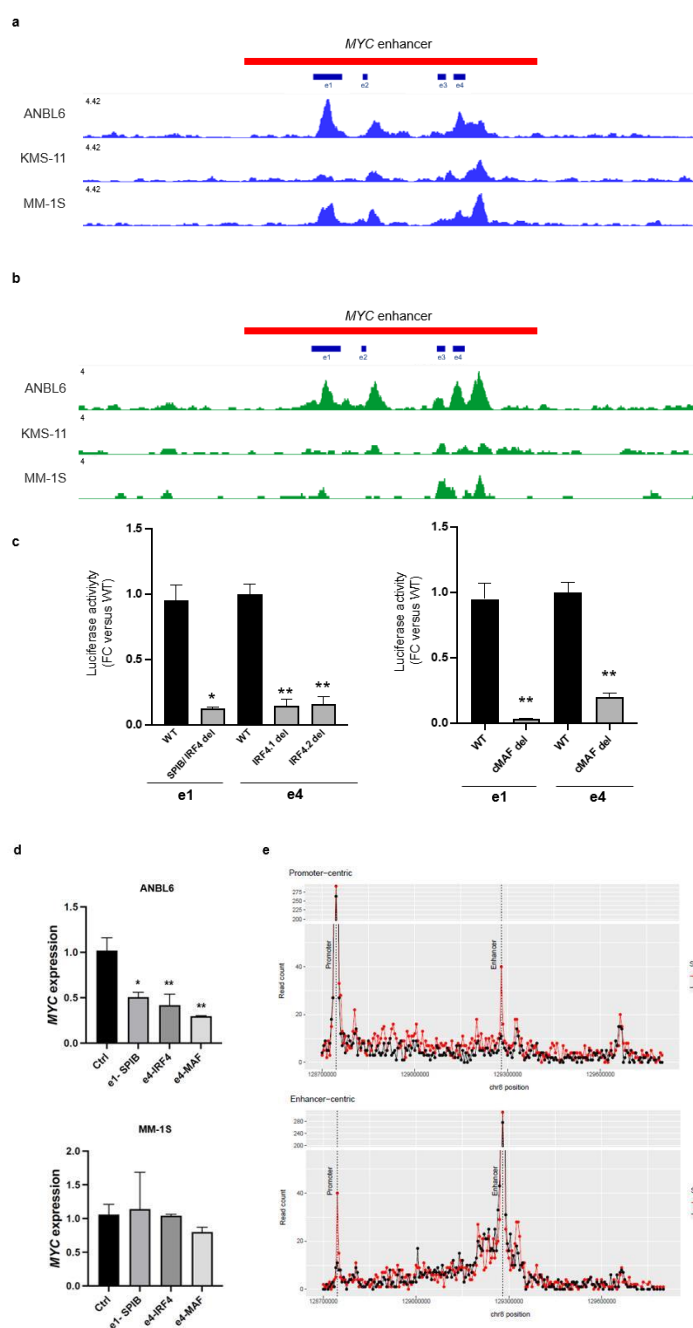 a
MYC enhancer
e1 e2 e3 e4
4.42
ANBL6
4.42
KMS-11
4.42
MM-1S
b
MYC enhancer
e1 e2 e3 e4
4
ANBL6
4
KMS-11
4
MM-1S
c
Luciferase activiyty
(FC versus WT)
1.5
1.0
0.5
0.0
*
**
**
WT
SPIB/ IRF4 del
WT
IRF4.1 del
IRF4.2 del
e1
e4
Luciferase activity
(FC versus WT)
1.5
1.0
0.5
0.0
**
**
WT
cMAF del
WT
cMAF del
e1
e4
d
ANBL6
MYC expression
1.5
1.0
0.5
0.0
*
**
**
Ctrl
e1- SPIB
e4-IRF4
e4-MAF
MM-1S
MYC expression
1.5
1.0
0.5
0.0
Ctrl
e1- SPIB
e4-IRF4
e4-MAF
e
Promoter-centric
275
250
225
200
Read count
40
20
0
Promoter
Enhancer
128700000
129000000
129300000
129600000
chr8 position
Enhancer-centric
280
260
240
220
200
Read count
40
20
0
Promoter
Enhancer
128700000
129000000
129300000
129600000
chr8 position